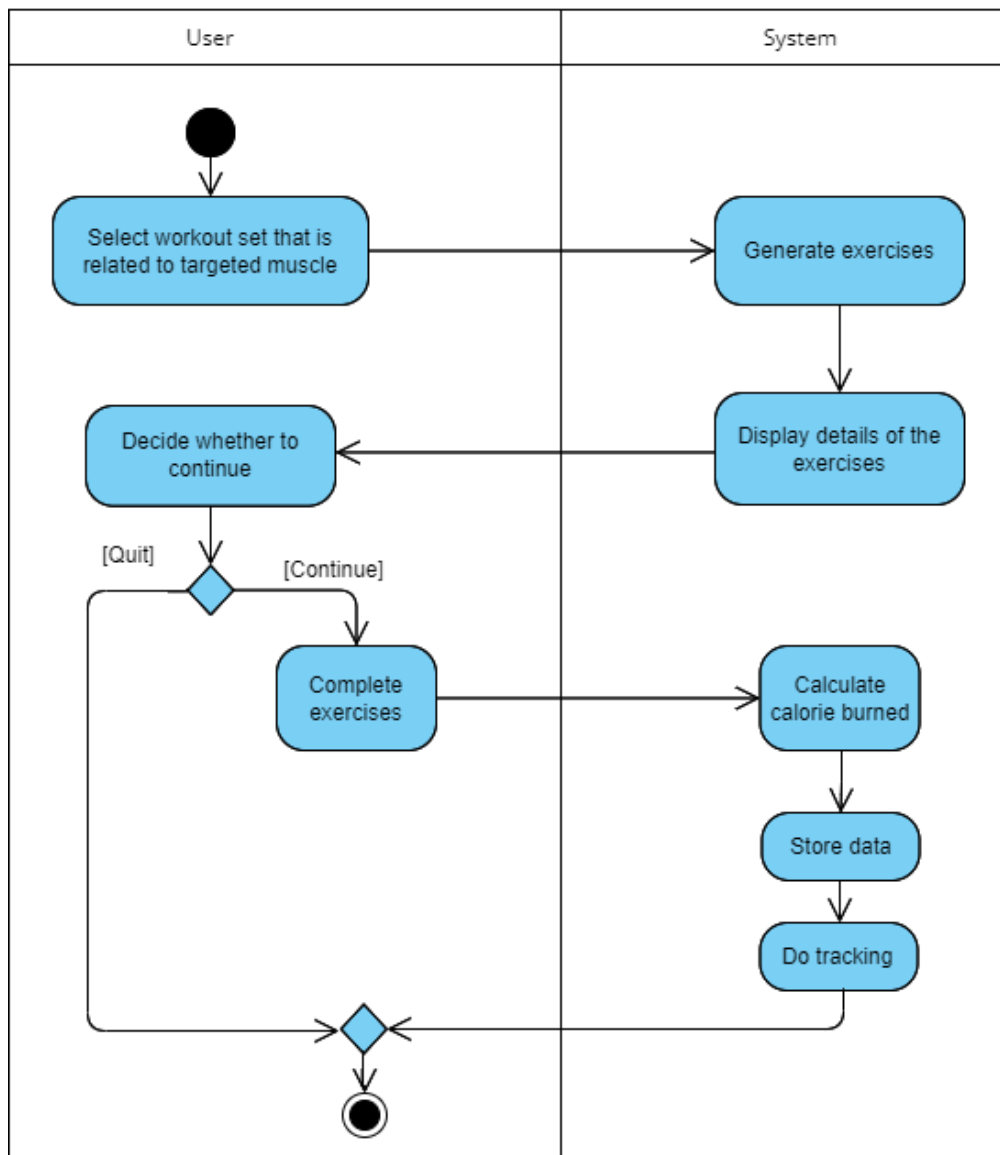 User
System
Select workout set that is
related to targeted muscle
Generate exercises
Decide whether to
continue
Display details of the
exercises
[Quit]
[Continue]
Complete
exercises
Calculate
calorie burned
Store data
Do tracking